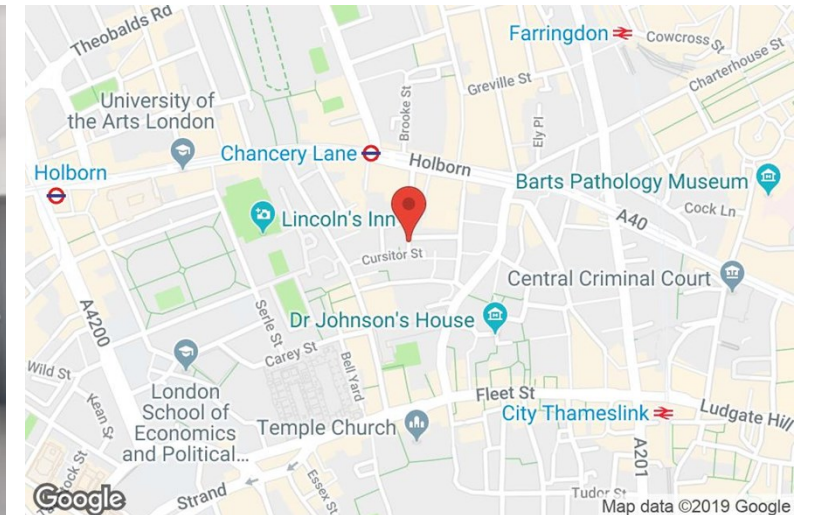 Theobalds Rd
Farringdon
Cowcross St
Charterhouse St
Greville St
University of
the Arts London
Brooke St
Ely Pl
Chancery Lane
Holborn
Holborn
Barts Pathology Museum
Cock Ln
A40
Lincoln's Inn
Cursitor St
Central Criminal Court
A4200
Serle St
Dr Johnson's House
Carey St
Bell Yard
Wild St
Kean St
London
School of
Economics
and Political...
Fleet St
City Thameslink
Ludgate Hill
Temple Church
A201
Essex St
Strand
Tudor St
Google
Map data ©2019 Google